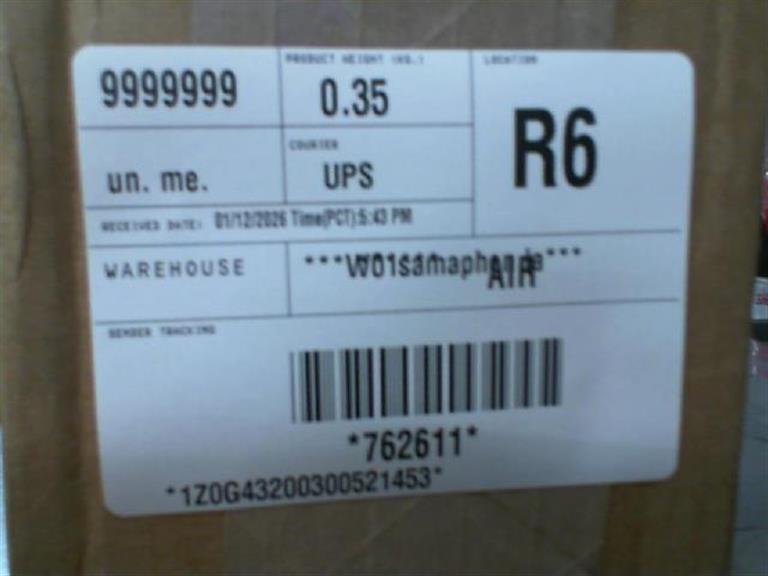 9999999
PRODUCT WEIGHT (KG.)
0.35
LOCATION
R6
un. me.
COURIER
UPS
RECEIVED DATE: 01/12/2026 Time(PCT):5:43 PM
WAREHOUSE
AIR
SENDER TRACKING
*762611*
*1Z0G43200300521453*